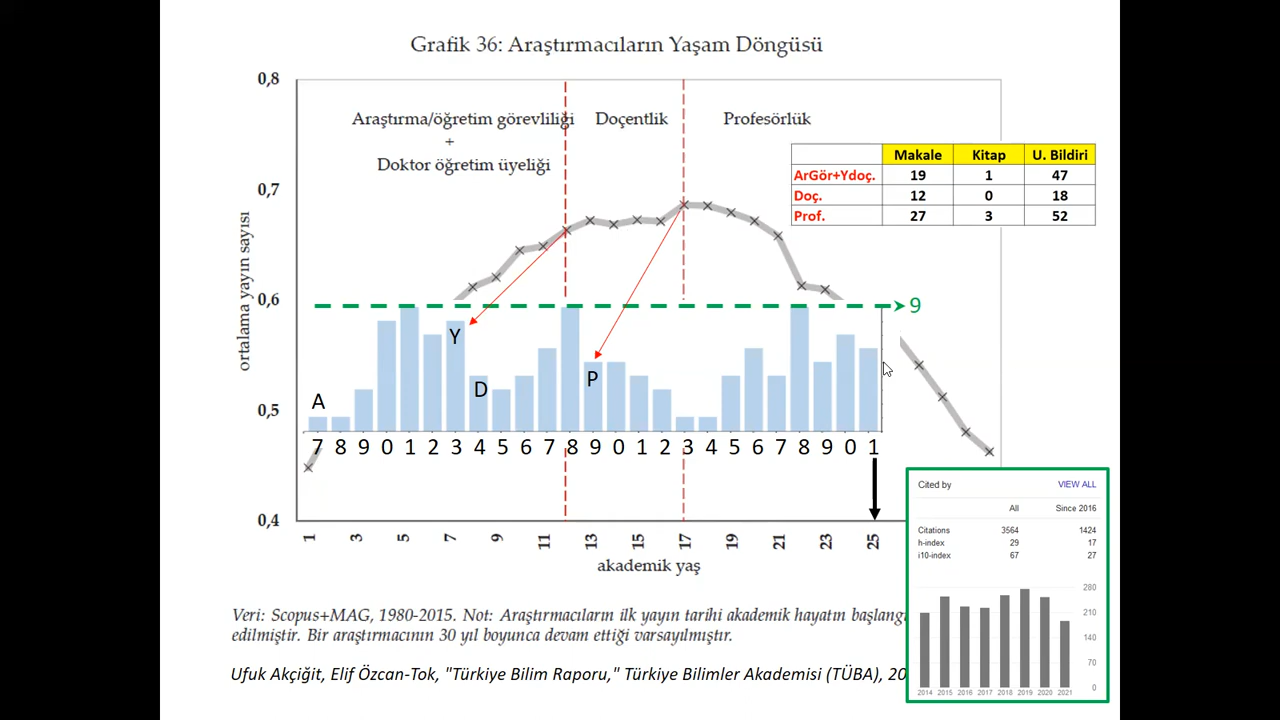 Grafik 36: Araştırmacıların Yaşam Döngüsü
0,8
0,7
0,6
0,5
0,4
ortalama yayın sayısı
Araştırma/öğretim görevliliği
+
Doktor öğretim üyeliği
Doçentlik
Profesörlük
Makale Kitap U. Bildiri
ArGör+Ydoç. 19 1 47
Doç. 12 0 18
Prof. 27 3 52
9
Y
D
P
A
7 8 9 0 1 2 3 4 5 6 7 8 9 0 1 2 3 4 5 6 7 8 9 0 1
1 3 5 7 9 11 13 15 17 19 21 23 25
akademik yaş
Veri: Scopus+MAG, 1980-2015. Not: Araştırmacıların ilk yayın tarihi akademik hayatın başlangı
edilmiştir. Bir araştırmacının 30 yıl boyunca devam ettiği varsayılmıştır.
Ufuk Akçiğit, Elif Özcan-Tok, "Türkiye Bilim Raporu," Türkiye Bilimler Akademisi (TÜBA), 20
Cited by VIEW ALL
All Since 2016
Citations 3564 1424
h-index 29 17
i10-index 67 27
280
210
140
70
0
2014 2015 2016 2017 2018 2019 2020 2021